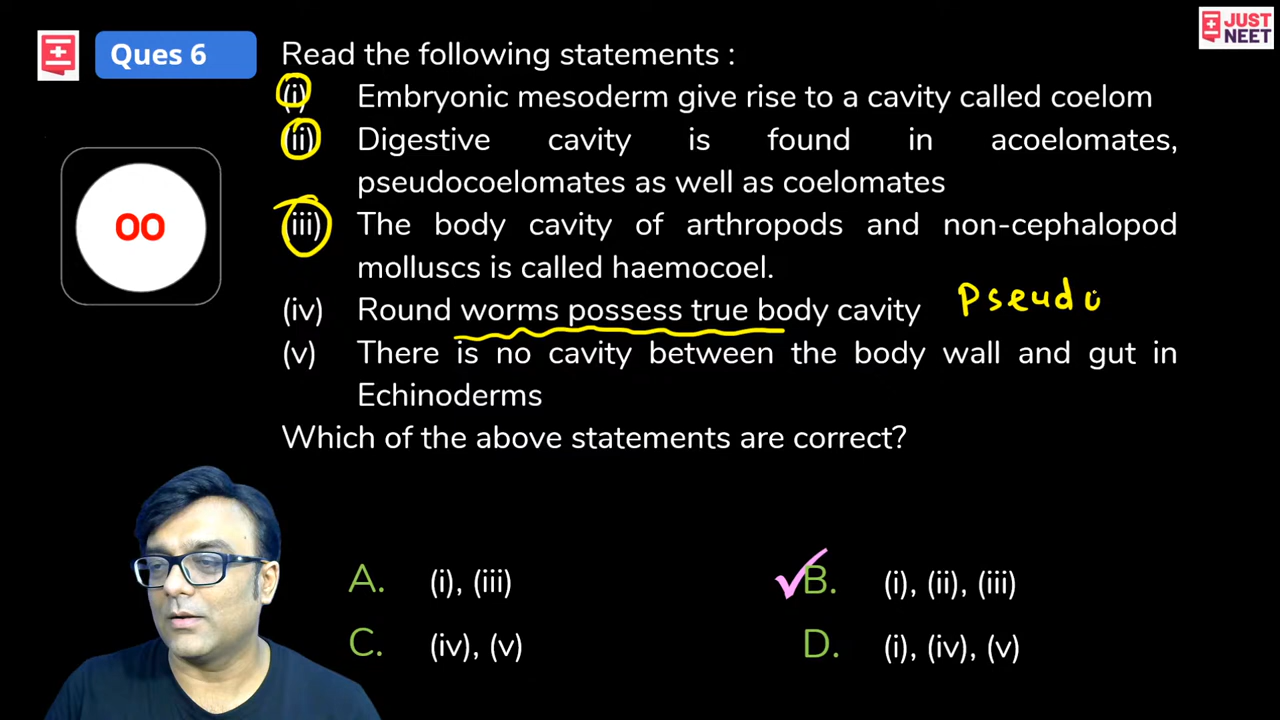 JUST
NEET
Ques 6
Read the following statements :
(i) Embryonic mesoderm give rise to a cavity called coelom
(ii) Digestive cavity is found in acoelomates,
pseudocoelomates as well as coelomates
(iii) The body cavity of arthropods and non-cephalopod
molluscs is called haemocoel.
(iv) Round worms possess true body cavity pseudo
(v) There is no cavity between the body wall and gut in
Echinoderms
Which of the above statements are correct?
00
A. (i), (iii)
B. (i), (ii), (iii)
C. (iv), (v)
D. (i), (iv), (v)